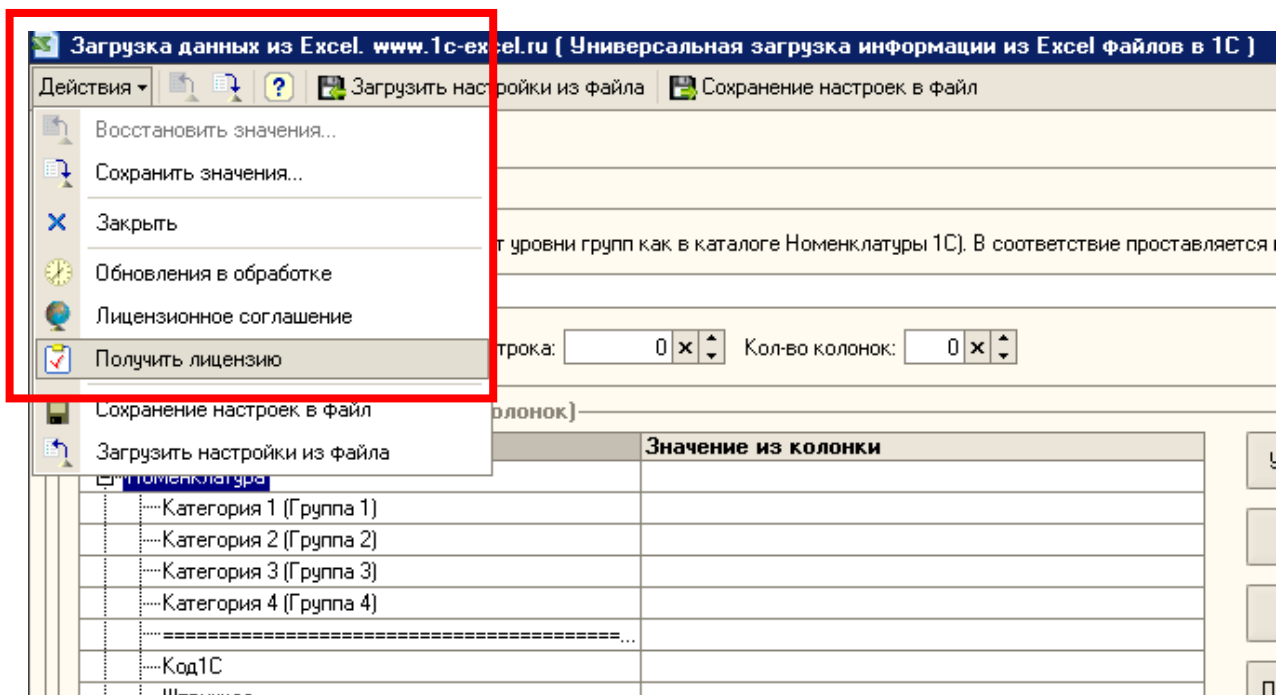 Загрузка данных из Excel. www.1c-excel.ru ( Универсальная загрузка информации из Excel файлов в 1С )
Действия ? Загрузить настройки из файла Сохранение настроек в файл
Восстановить значения...
Сохранить значения...
Закрыть
т уровни групп как в каталоге Номенклатуры 1С). В соответствие проставляется
Обновления в обработке
Лицензионное соглашение
Получить лицензию
трока: 0 Кол-во колонок: 0
Сохранение настроек в файл
олонок)
Загрузить настройки из файла
Значение из колонки
Номенклатура
Категория 1 (Группа 1)
Категория 2 (Группа 2)
Категория 3 (Группа 3)
Категория 4 (Группа 4)
=========================================...
Код1С